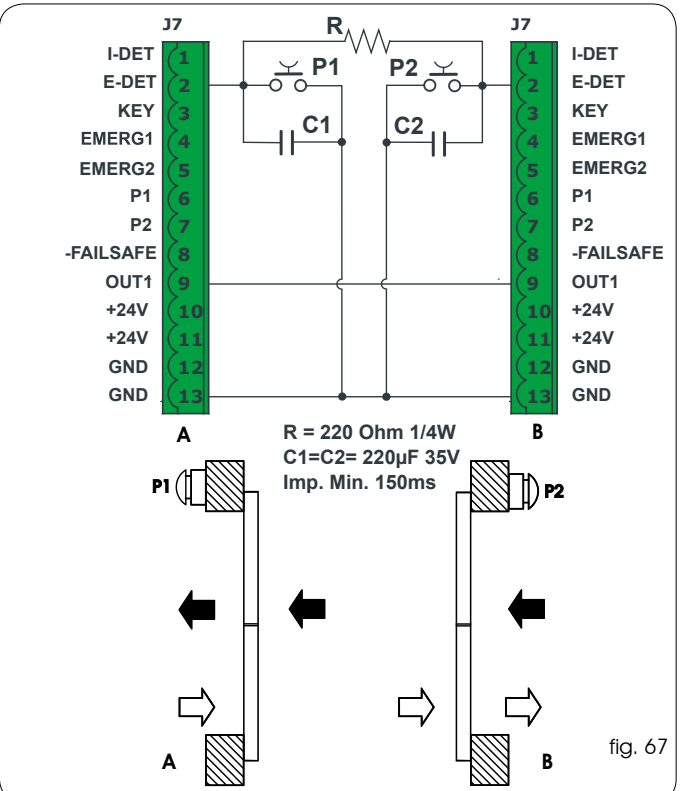 J7 R J7
I-DET 1 1 I-DET
E-DET 2 P1 P2 2 E-DET
KEY 3 3 KEY
EMERG1 4 C1 C2 4 EMERG1
EMERG2 5 5 EMERG2
P1 6 6 P1
P2 7 7 P2
-FAILSAFE 8 8 -FAILSAFE
OUT1 9 9 OUT1
+24V 10 10 +24V
+24V 11 11 +24V
GND 12 12 GND
GND 13 13 GND
A B
R = 220 Ohm 1/4W
C1=C2= 220µF 35V
Imp. Min. 150ms
P1 P2
A B
fig. 67